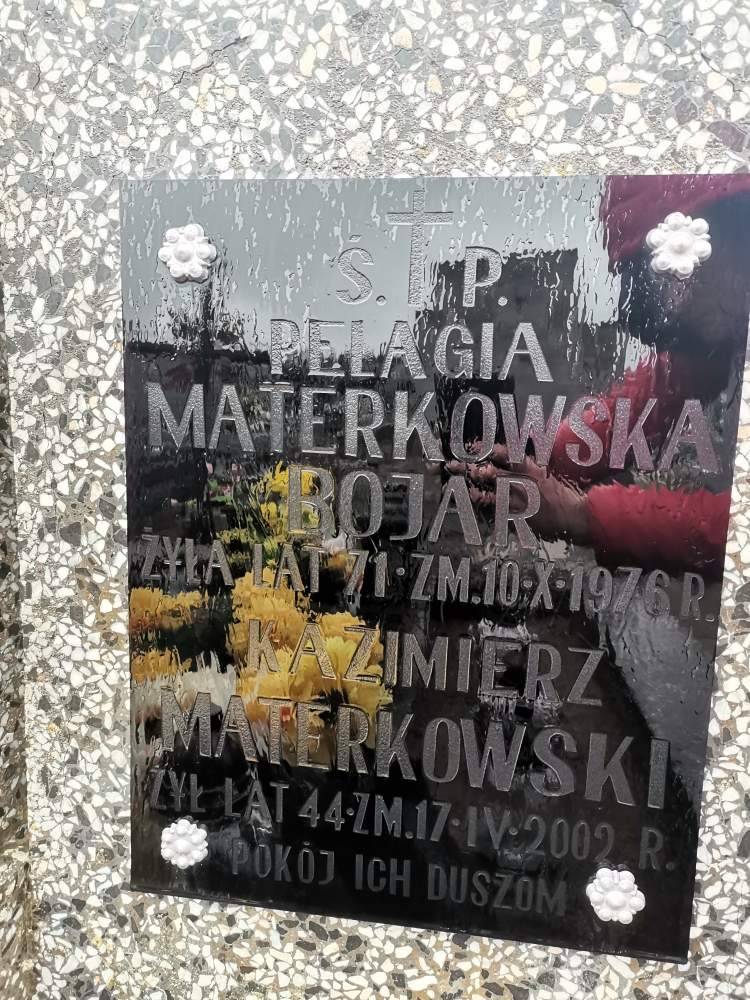 Ś. P.
PELAGIA
MATERKOWSKA
BOJAR
ŻYŁA LAT 71·ZM.10·X·1976 R.
KAZIMIERZ
MATERKOWSKI
ŻYŁ LAT 44·ZM.17·IV·2002 R.
POKÓJ ICH DUSZOM